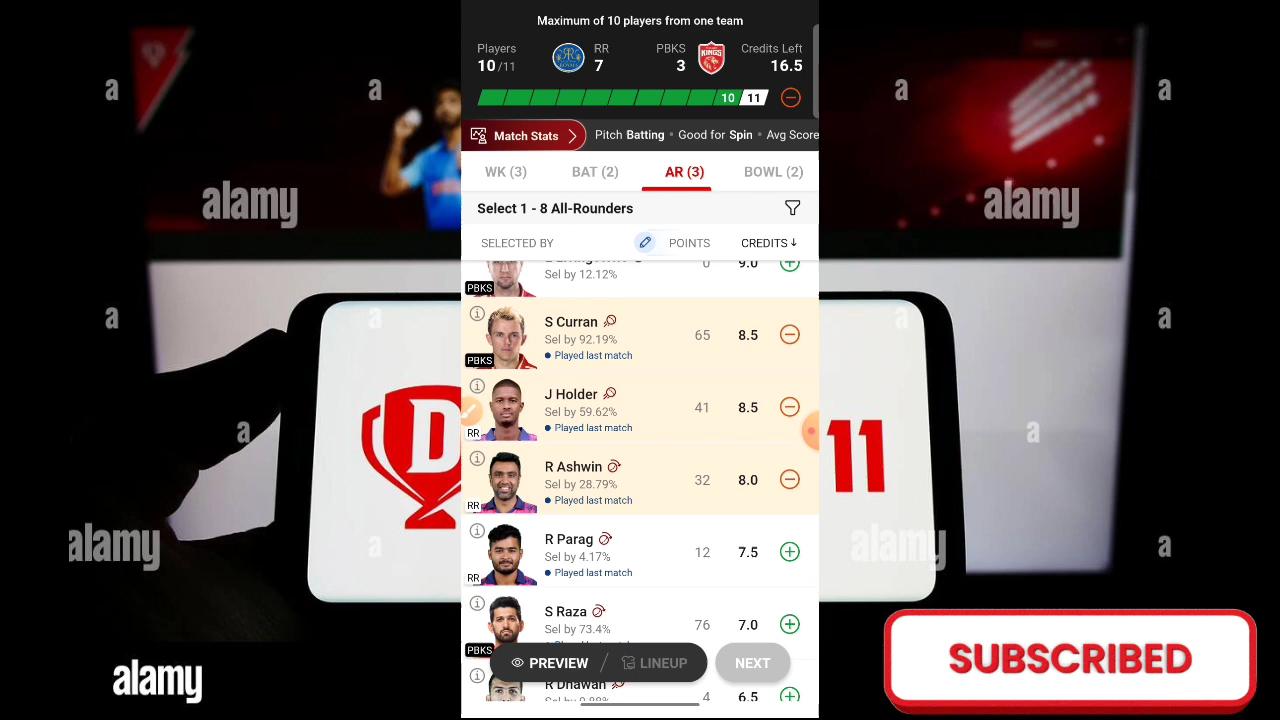 Maximum of 10 players from one team
Players
RR
PBKS
Credits Left
10 /11
7
3
16.5
10
11
Match Stats
Pitch Batting • Good for Spin • Avg Score
WK (3)
BAT (2)
AR (3)
BOWL (2)
Select 1 - 8 All-Rounders
SELECTED BY
POINTS
CREDITS↓
0
9.0
Sel by 12.12%
PBKS
S Curran
Sel by 92.19%
65
8.5
Played last match
PBKS
J Holder
Sel by 59.62%
41
8.5
Played last match
RR
R Ashwin
Sel by 28.79%
32
8.0
Played last match
RR
R Parag
Sel by 4.17%
12
7.5
Played last match
RR
S Raza
Sel by 73.4%
76
7.0
PBKS
PREVIEW / LINEUP
NEXT
R Dhawan
4
6.5
D
11
SUBSCRIBED
a
a
a
a
alamy
alamy
a
a
a
a
a
a
alamy
alamy
a
a
alamy